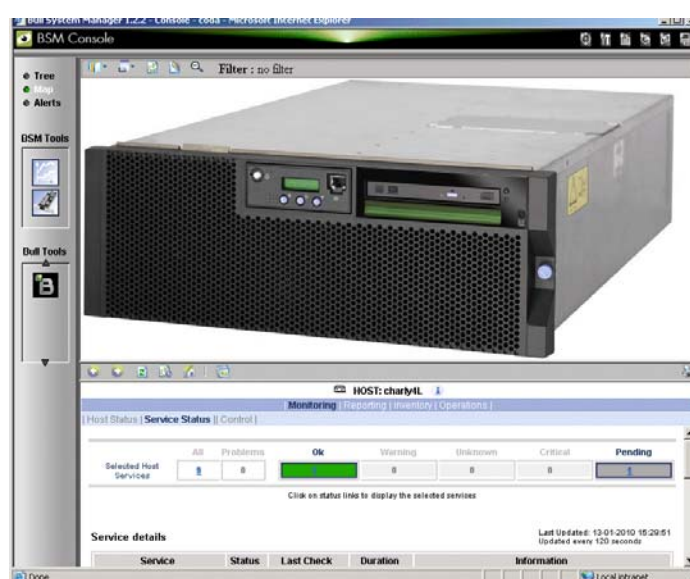 Bull System Manager 1.2.2 - Console - coda - Microsoft Internet Explorer
BSM Console
Tree
Map
Alerts
Filter : no filter
BSM Tools
Bull Tools
B
HOST: charly4L
Monitoring | Reporting | Inventory | Operations |
| Host Status | Service Status || Control |
All Problems Ok Warning Unknown Critical Pending
Selected Host Services
0 0 0 0 1
Click on status links to display the selected services
Service details
Last Updated: 13-01-2010 15:29:51
Updated every 120 seconds
Service Status Last Check Duration Information
Done
Local intranet